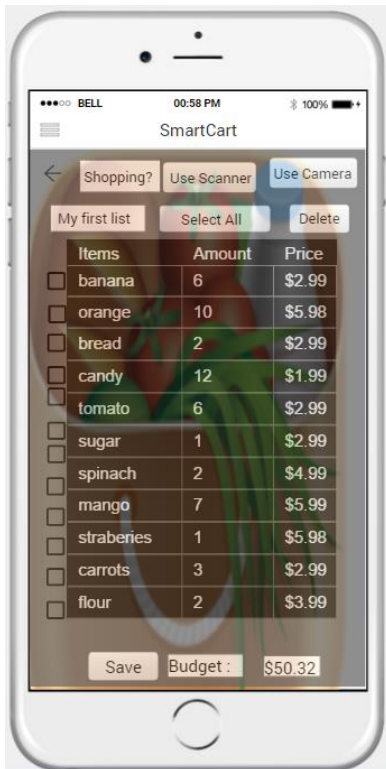 BELL 00:58 PM 100%
SmartCart
Shopping? Use Scanner Use Camera
My first list Select All Delete
Items Amount Price
banana 6 $2.99
orange 10 $5.98
bread 2 $2.99
candy 12 $1.99
tomato 6 $2.99
sugar 1 $2.99
spinach 2 $4.99
mango 7 $5.99
straberies 1 $5.98
carrots 3 $2.99
flour 2 $3.99
Save Budget : $50.32